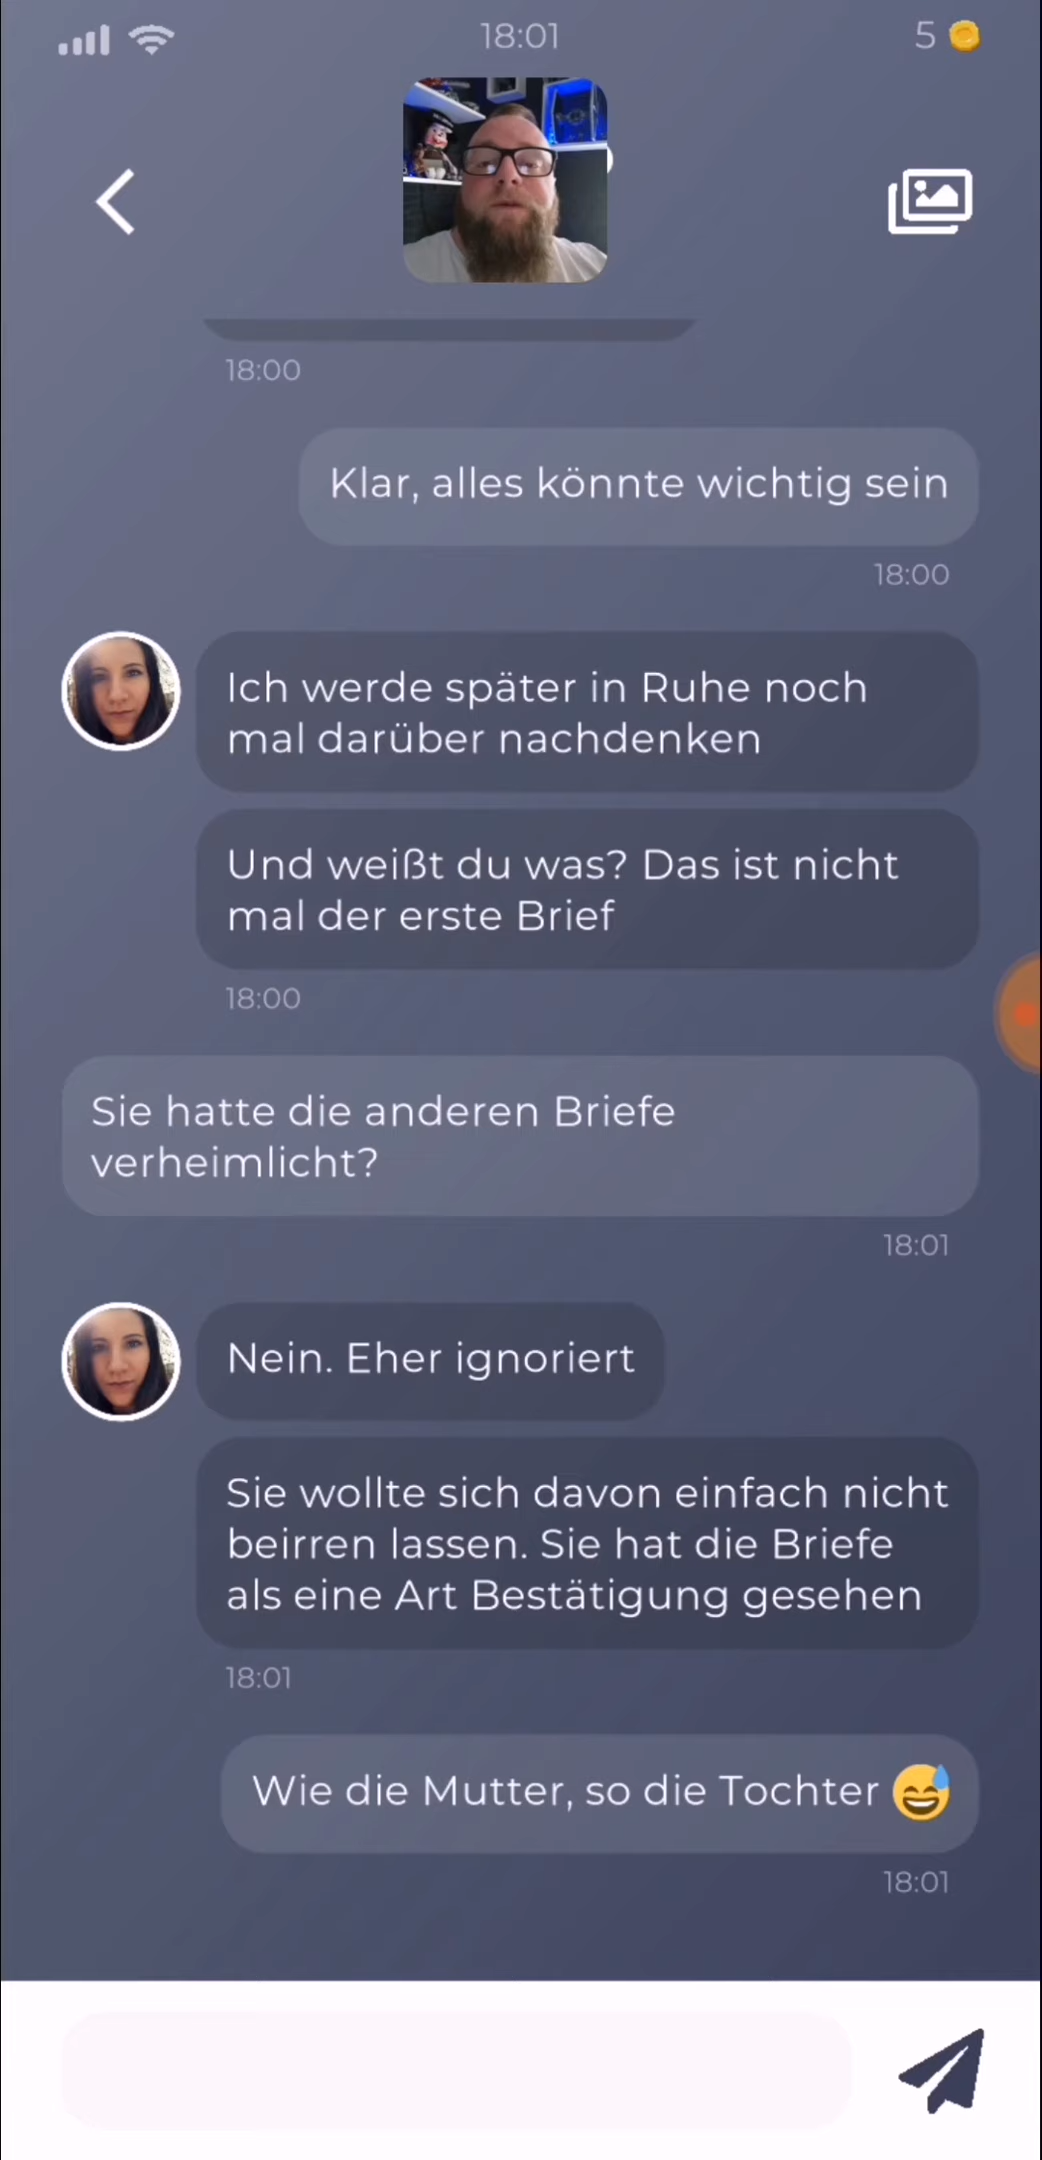 18:01
5
18:00
Klar, alles könnte wichtig sein
18:00
Ich werde später in Ruhe noch
mal darüber nachdenken
Und weißt du was? Das ist nicht
mal der erste Brief
18:00
Sie hatte die anderen Briefe
verheimlicht?
18:01
Nein. Eher ignoriert
Sie wollte sich davon einfach nicht
beirren lassen. Sie hat die Briefe
als eine Art Bestätigung gesehen
18:01
Wie die Mutter, so die Tochter 😅
18:01